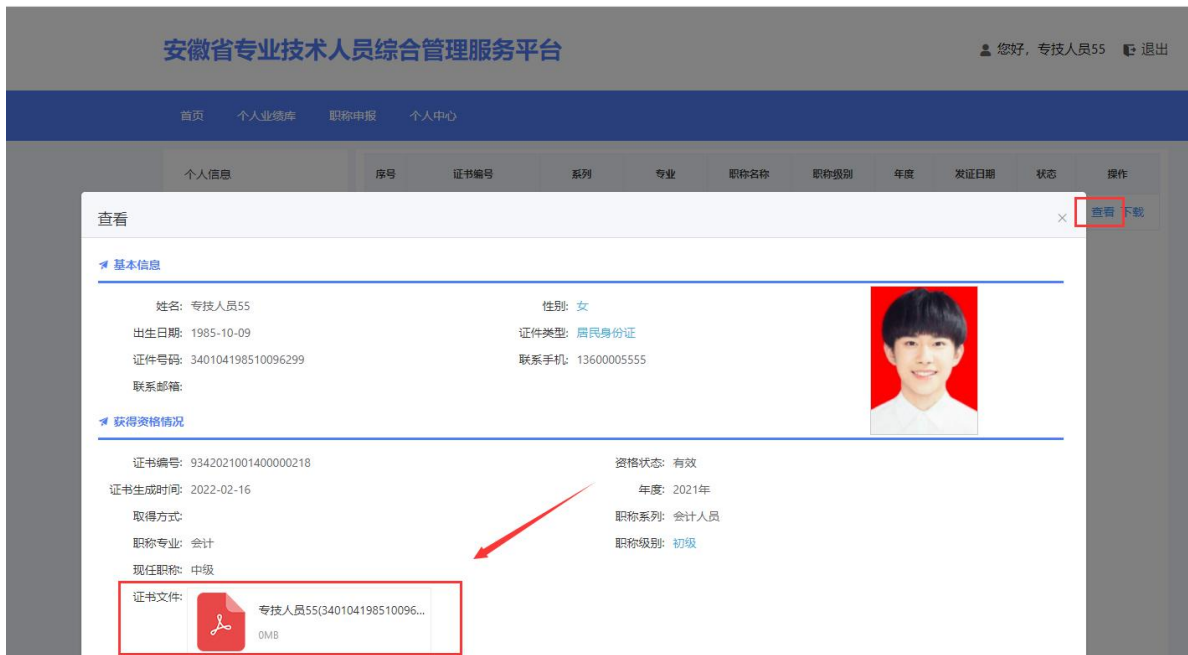 安徽省专业技术人员综合管理服务平台 您好，专技人员55 退出
首页 个人业绩库 职称申报 个人中心
个人信息 序号 证书编号 系列 专业 职称名称 职称级别 年度 发证日期 状态 操作
查看 × 查看 下载
基本信息
姓名: 专技人员55 性别: 女
出生日期: 1985-10-09 证件类型: 居民身份证
证件号码: 340104198510096299 联系手机: 13600005555
联系邮箱:
获得资格情况
证书编号: 9342021001400000218 资格状态: 有效
证书生成时间: 2022-02-16 年度: 2021年
取得方式: 职称系列: 会计人员
职称专业: 会计 职称级别: 初级
现任职称: 中级
证书文件: 专技人员55(340104198510096...
0MB